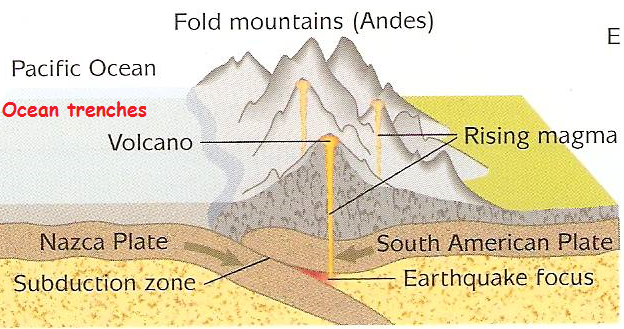 Fold mountains (Andes)
E
Pacific Ocean
Ocean trenches
Volcano
Rising magma
Nazca Plate
South American Plate
Subduction zone
Earthquake focus